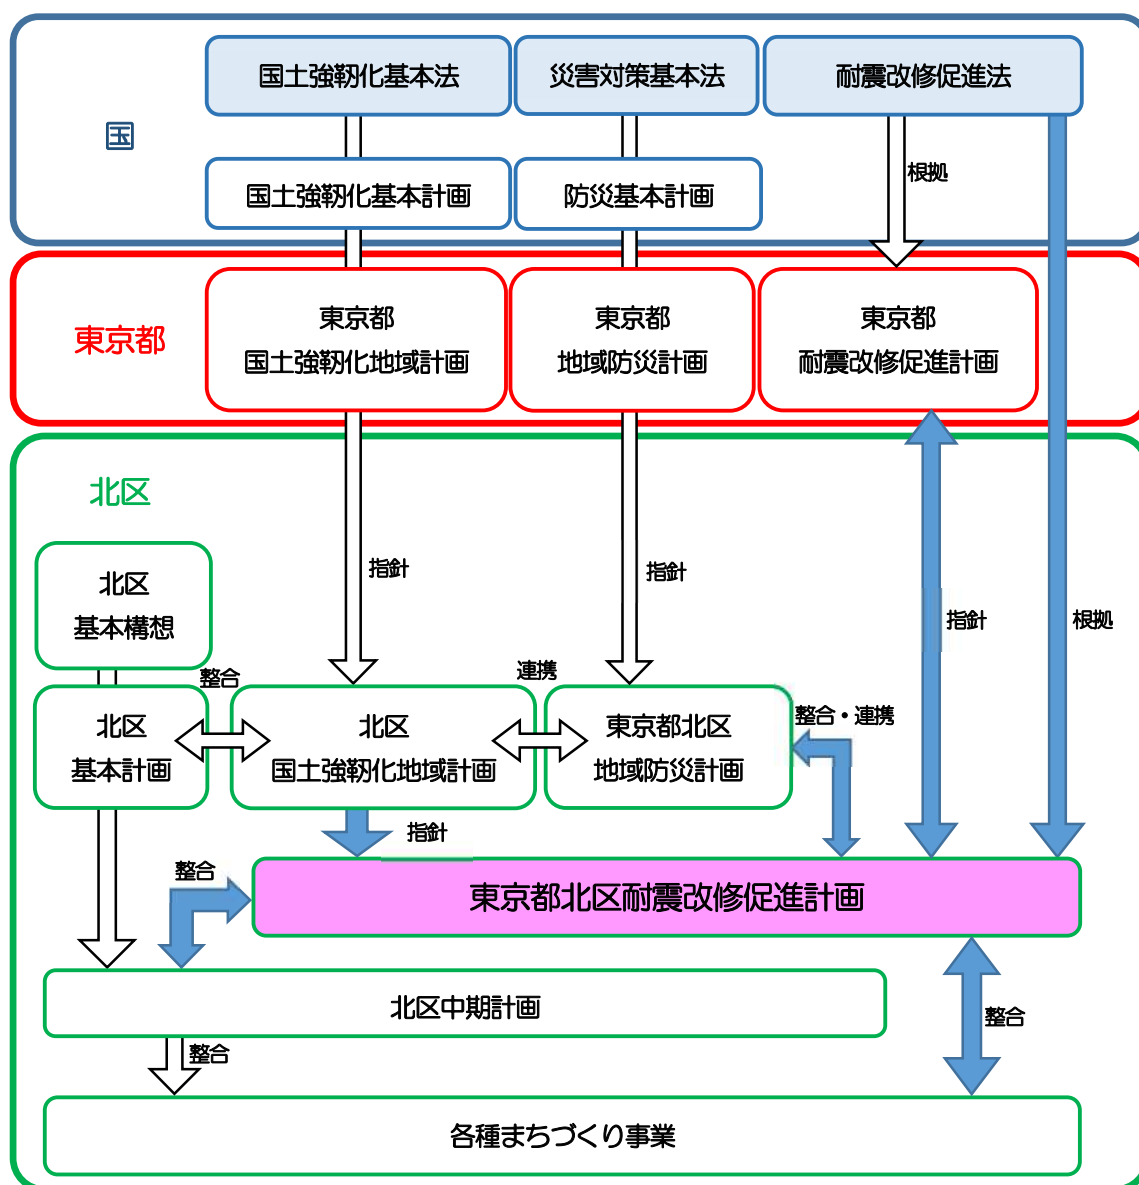 国
国土強靭化基本法
災害対策基本法
耐震改修促進法
国土強靭化基本計画
防災基本計画
根拠
東京都
東京都
国土強靭化地域計画
東京都
地域防災計画
東京都
耐震改修促進計画
北区
指針
指針
指針
根拠
北区
基本構想
整合
連携
北区
基本計画
北区
国土強靭化地域計画
東京都北区
地域防災計画
整合・連携
指針
整合
東京都北区耐震改修促進計画
北区中期計画
整合
整合
各種まちづくり事業